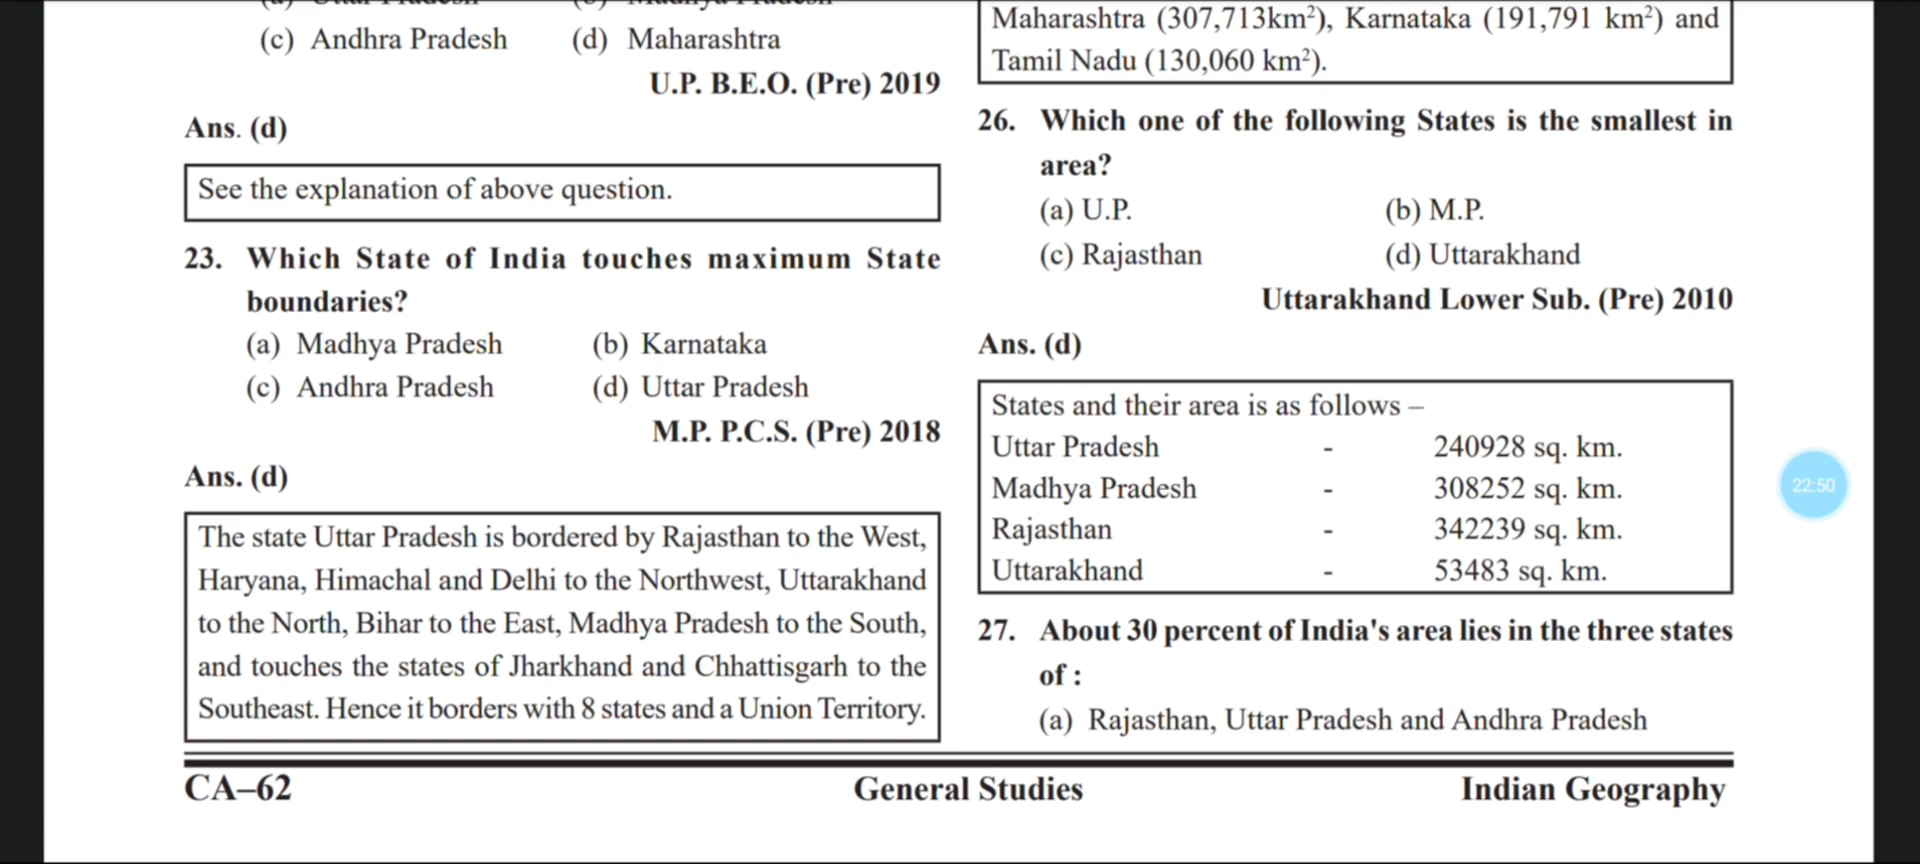 (c) Andhra Pradesh (d) Maharashtra
U.P. B.E.O. (Pre) 2019
Ans. (d)
See the explanation of above question.
23. Which State of India touches maximum State
boundaries?
(a) Madhya Pradesh (b) Karnataka
(c) Andhra Pradesh (d) Uttar Pradesh
M.P. P.C.S. (Pre) 2018
Ans. (d)
The state Uttar Pradesh is bordered by Rajasthan to the West,
Haryana, Himachal and Delhi to the Northwest, Uttarakhand
to the North, Bihar to the East, Madhya Pradesh to the South,
and touches the states of Jharkhand and Chhattisgarh to the
Southeast. Hence it borders with 8 states and a Union Territory.
Maharashtra (307,713km²), Karnataka (191,791 km²) and
Tamil Nadu (130,060 km²).
26. Which one of the following States is the smallest in
area?
(a) U.P. (b) M.P.
(c) Rajasthan (d) Uttarakhand
Uttarakhand Lower Sub. (Pre) 2010
Ans. (d)
States and their area is as follows –
Uttar Pradesh - 240928 sq. km.
Madhya Pradesh - 308252 sq. km.
Rajasthan - 342239 sq. km.
Uttarakhand - 53483 sq. km.
27. About 30 percent of India's area lies in the three states
of :
(a) Rajasthan, Uttar Pradesh and Andhra Pradesh
22:50
CA–62 General Studies Indian Geography